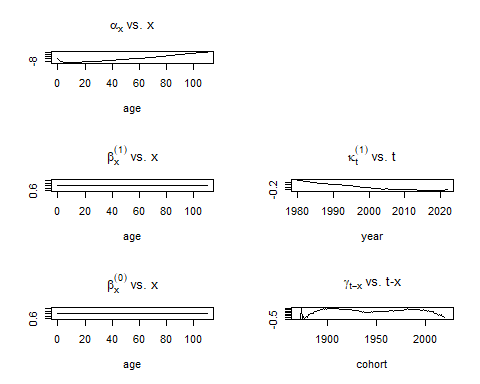 αx vs. x
-8
0 20 40 60 80 100
age
βx(1) vs. x
0.6
0 20 40 60 80 100
age
κt(1) vs. t
-0.2
1980 1990 2000 2010 2020
year
βx(0) vs. x
0.6
0 20 40 60 80 100
age
γt−x vs. t-x
-0.5
1900 1950 2000
cohort